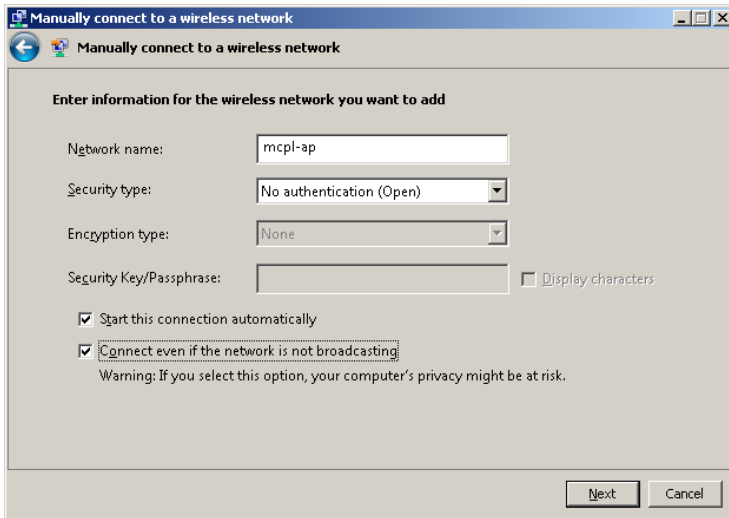 Manually connect to a wireless network
Manually connect to a wireless network
Enter information for the wireless network you want to add
Network name: mcpl-ap
Security type: No authentication (Open)
Encryption type: None
Security Key/Passphrase: Display characters
Start this connection automatically
Connect even if the network is not broadcasting
Warning: If you select this option, your computer's privacy might be at risk.
Next Cancel